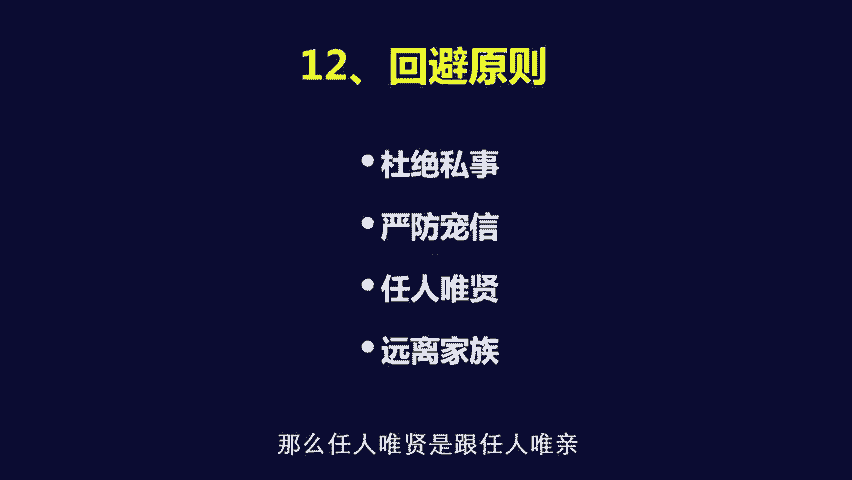 12、回避原则
•杜绝私事
•严防宠信
•任人唯贤
•远离家族
那么任人唯贤是跟任人唯亲